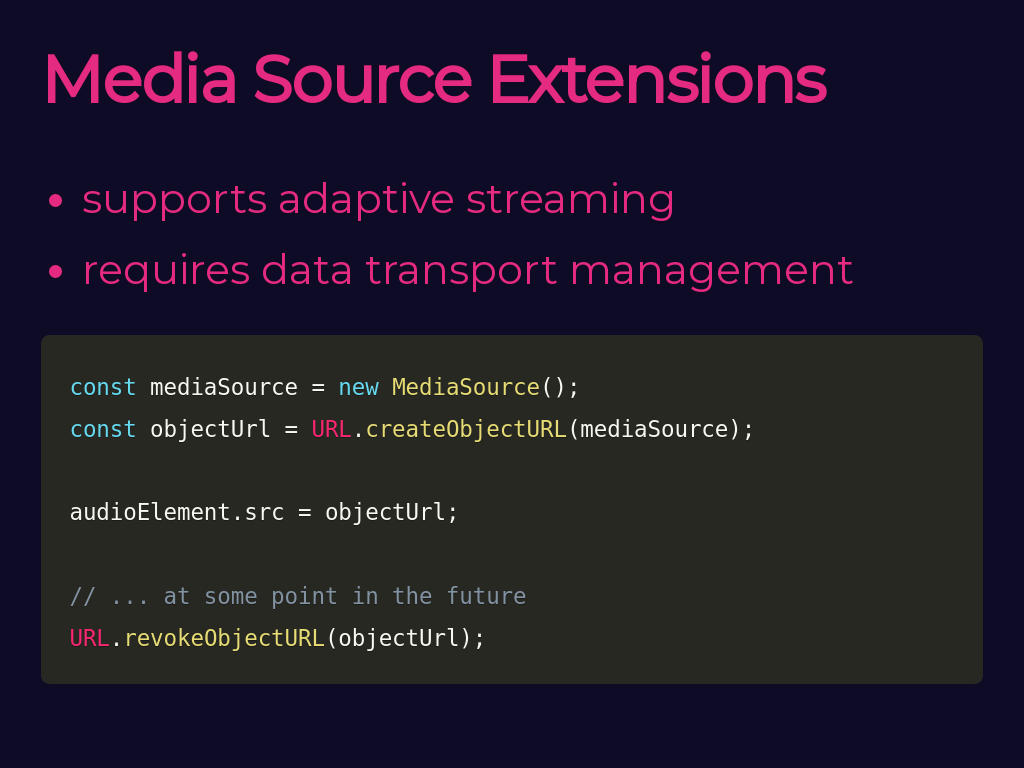 Media Source Extensions
• supports adaptive streaming
• requires data transport management
const mediaSource = new MediaSource();
const objectUrl = URL.createObjectURL(mediaSource);
audioElement.src = objectUrl;
// ... at some point in the future
URL.revokeObjectURL(objectUrl);